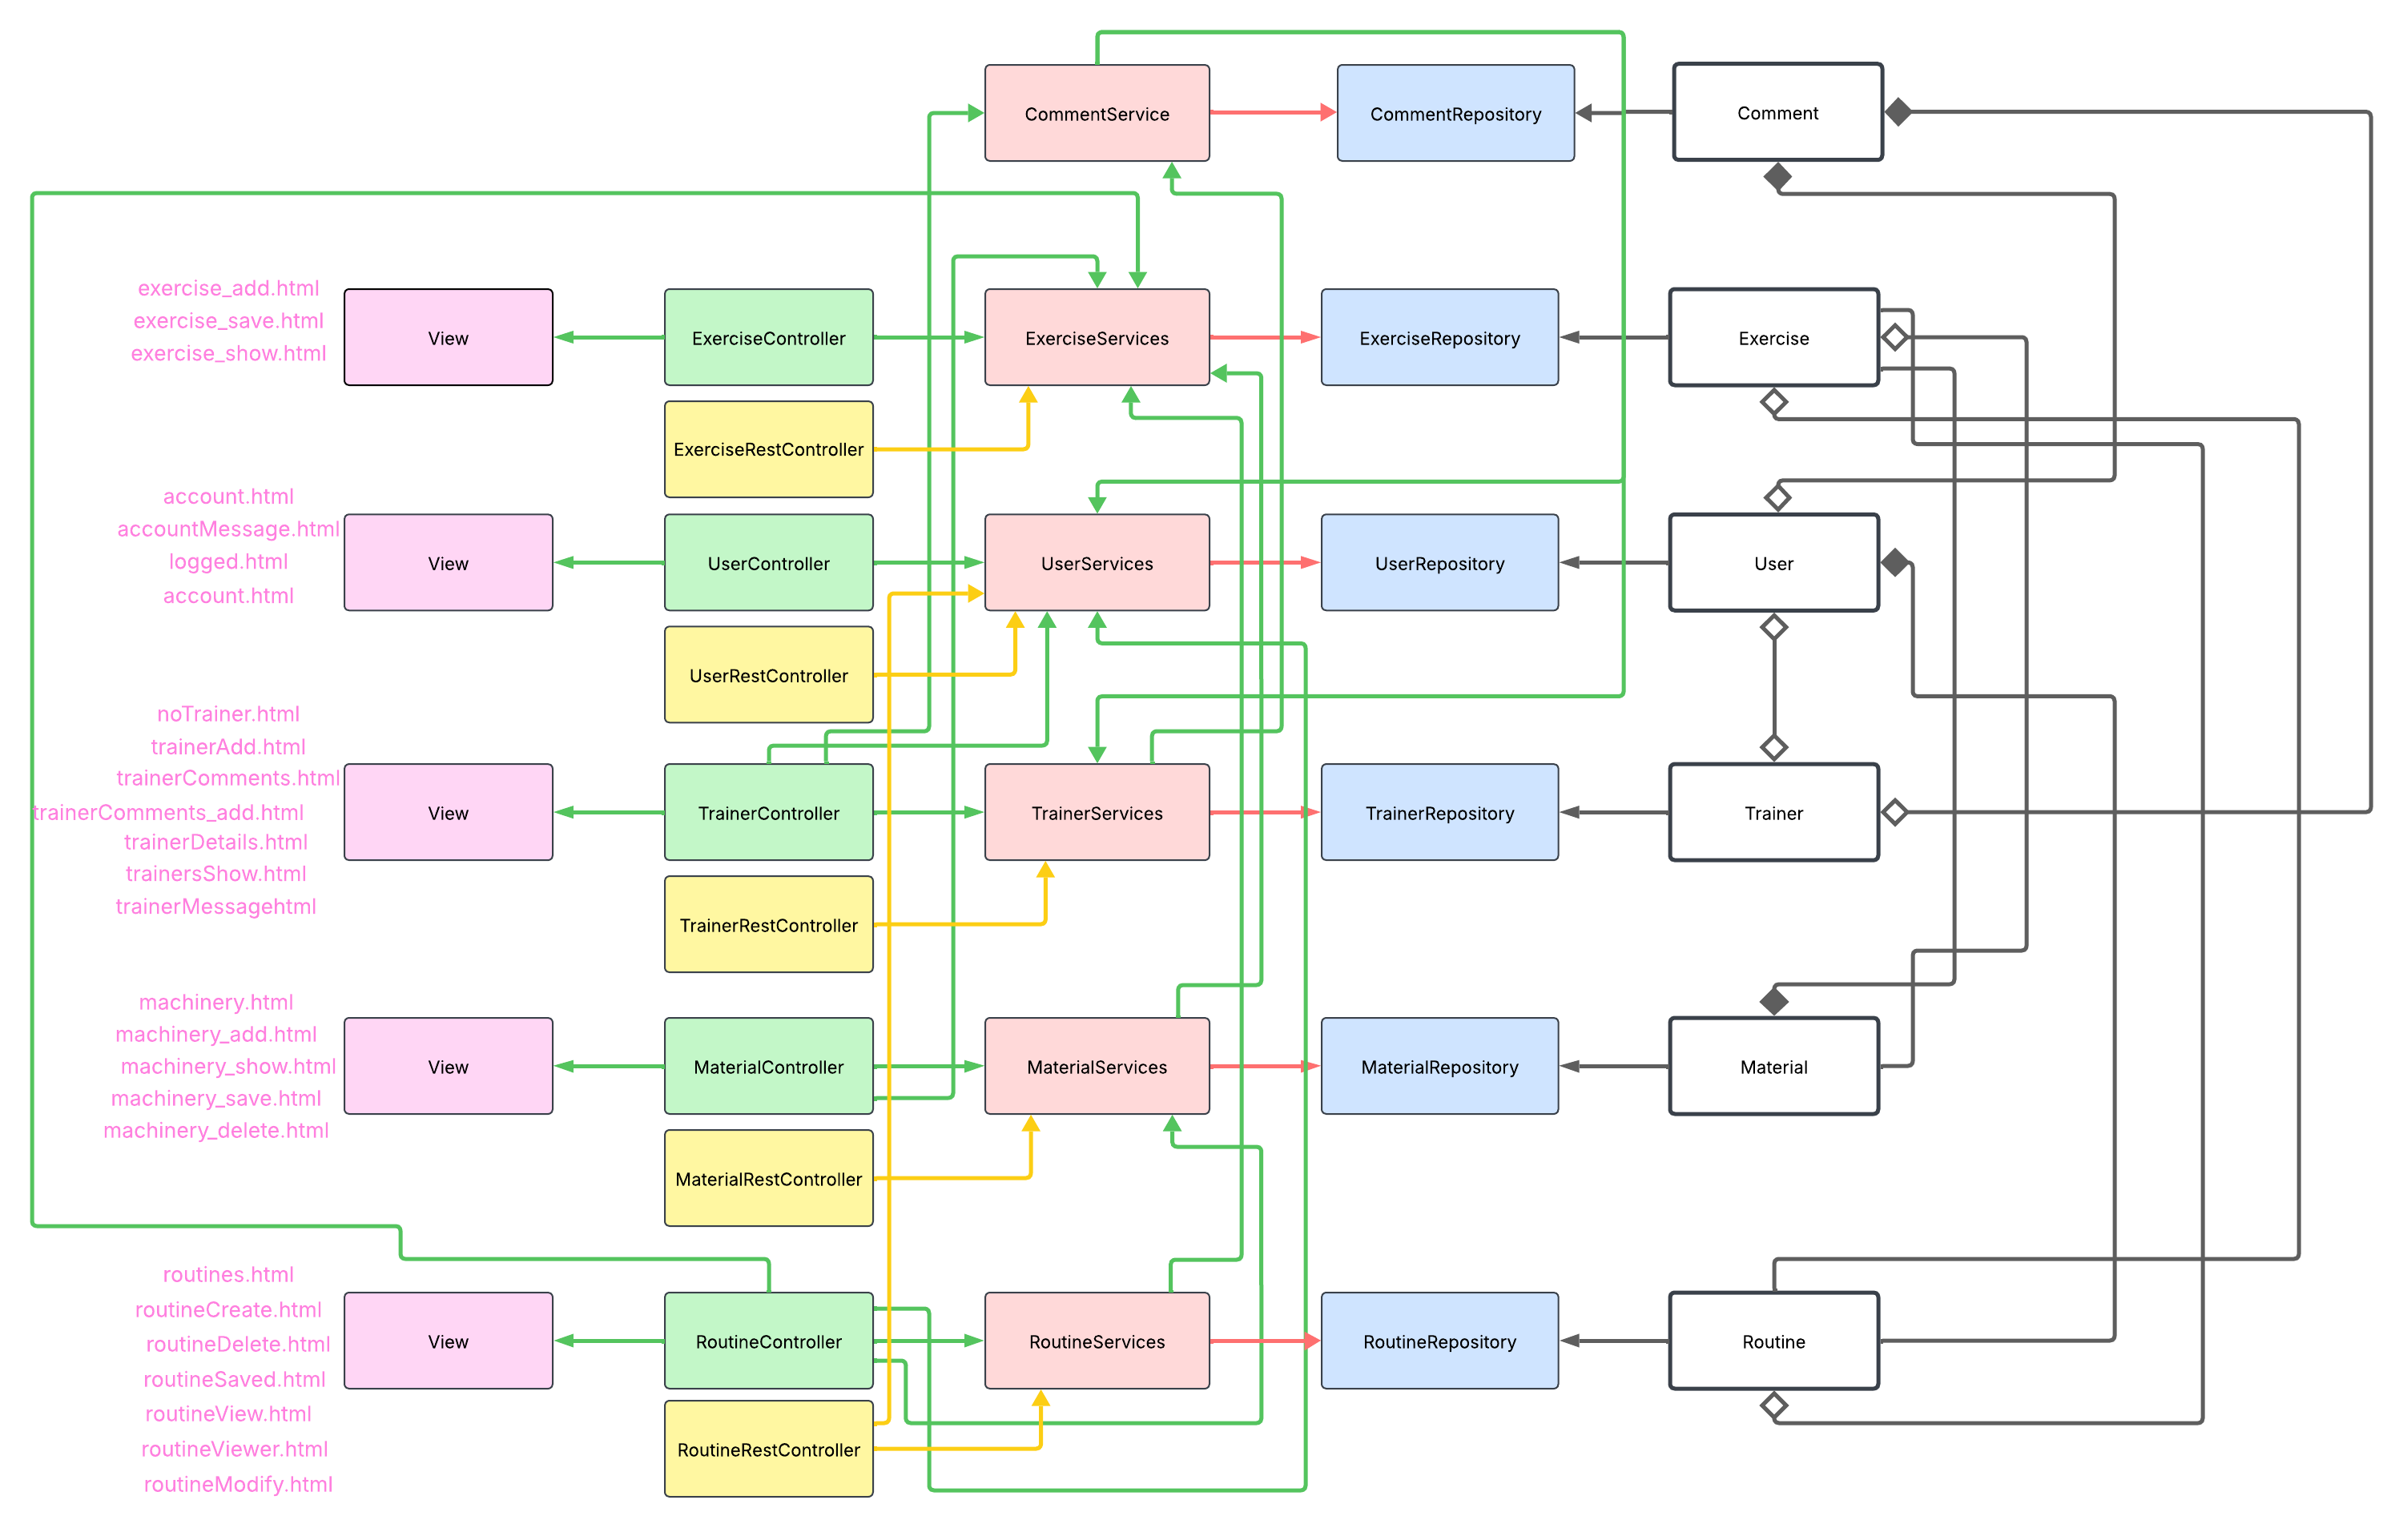 CommentService
CommentRepository
Comment
exercise_add.html
exercise_save.html
exercise_show.html
View
ExerciseController
ExerciseServices
ExerciseRepository
Exercise
ExerciseRestController
account.html
accountMessage.html
logged.html
account.html
View
UserController
UserServices
UserRepository
User
UserRestController
noTrainer.html
trainerAdd.html
trainerComments.html
trainerComments_add.html
trainerDetails.html
trainersShow.html
trainerMessagehtml
View
TrainerController
TrainerServices
TrainerRepository
Trainer
TrainerRestController
machinery.html
machinery_add.html
machinery_show.html
machinery_save.html
machinery_delete.html
View
MaterialController
MaterialServices
MaterialRepository
Material
MaterialRestController
routines.html
routineCreate.html
routineDelete.html
routineSaved.html
routineView.html
routineViewer.html
routineModify.html
View
RoutineController
RoutineServices
RoutineRepository
Routine
RoutineRestController